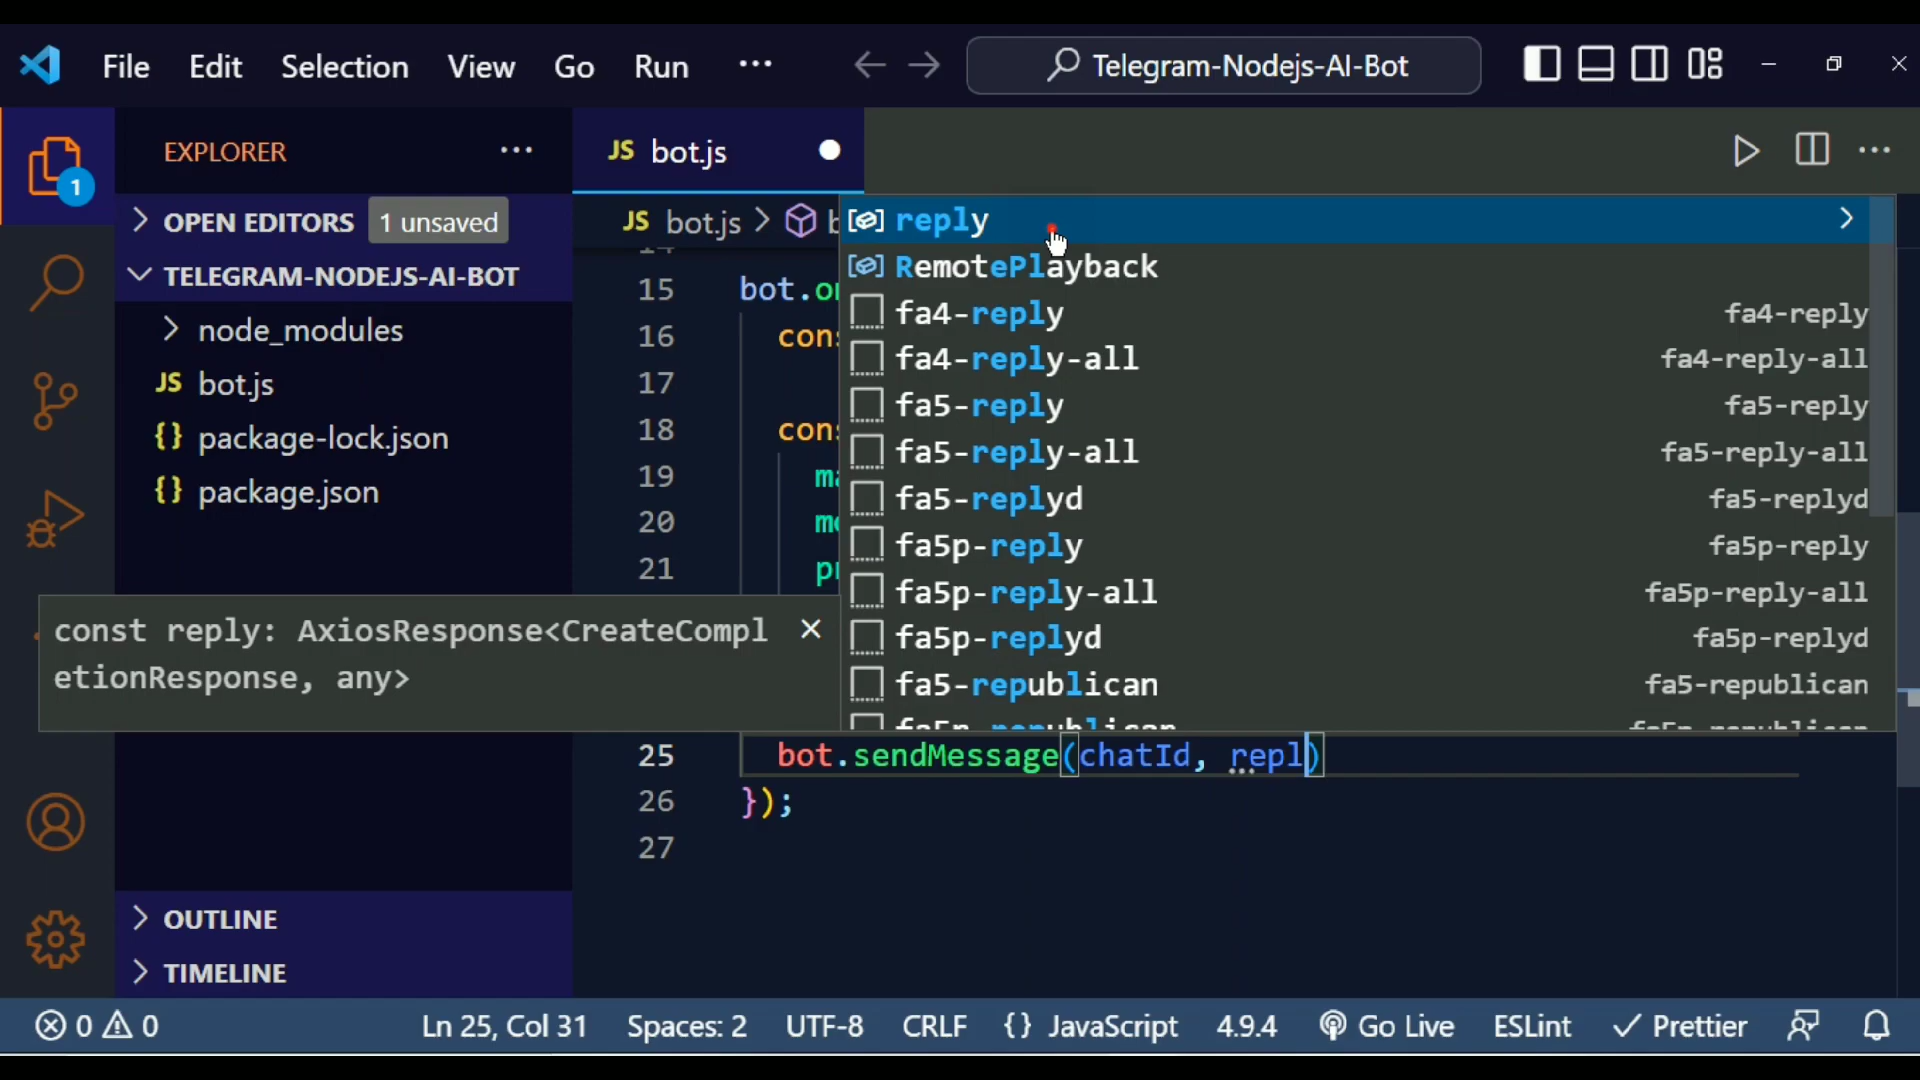 File Edit Selection View Go Run ··· Telegram-Nodejs-AI-Bot
EXPLORER ···
JS bot.js
1
OPEN EDITORS 1 unsaved
TELEGRAM-NODEJS-AI-BOT
node_modules
JS bot.js
{} package-lock.json
{} package.json
OUTLINE
TIMELINE
JS bot.js
reply
RemotePlayback
fa4-reply fa4-reply
fa4-reply-all fa4-reply-all
fa5-reply fa5-reply
fa5-reply-all fa5-reply-all
fa5-replyd fa5-replyd
fa5p-reply fa5p-reply
fa5p-reply-all fa5p-reply-all
fa5p-replyd fa5p-replyd
fa5-republican fa5-republican
const reply: AxiosResponse<CreateCompl
etionResponse, any>
15 bot.o
16 con
17
18 con
19 m
20 m
21 p
25 bot.sendMessage(chatId, repl)
26 });
27
0 0 Ln 25, Col 31 Spaces: 2 UTF-8 CRLF {} JavaScript 4.9.4 Go Live ESLint Prettier